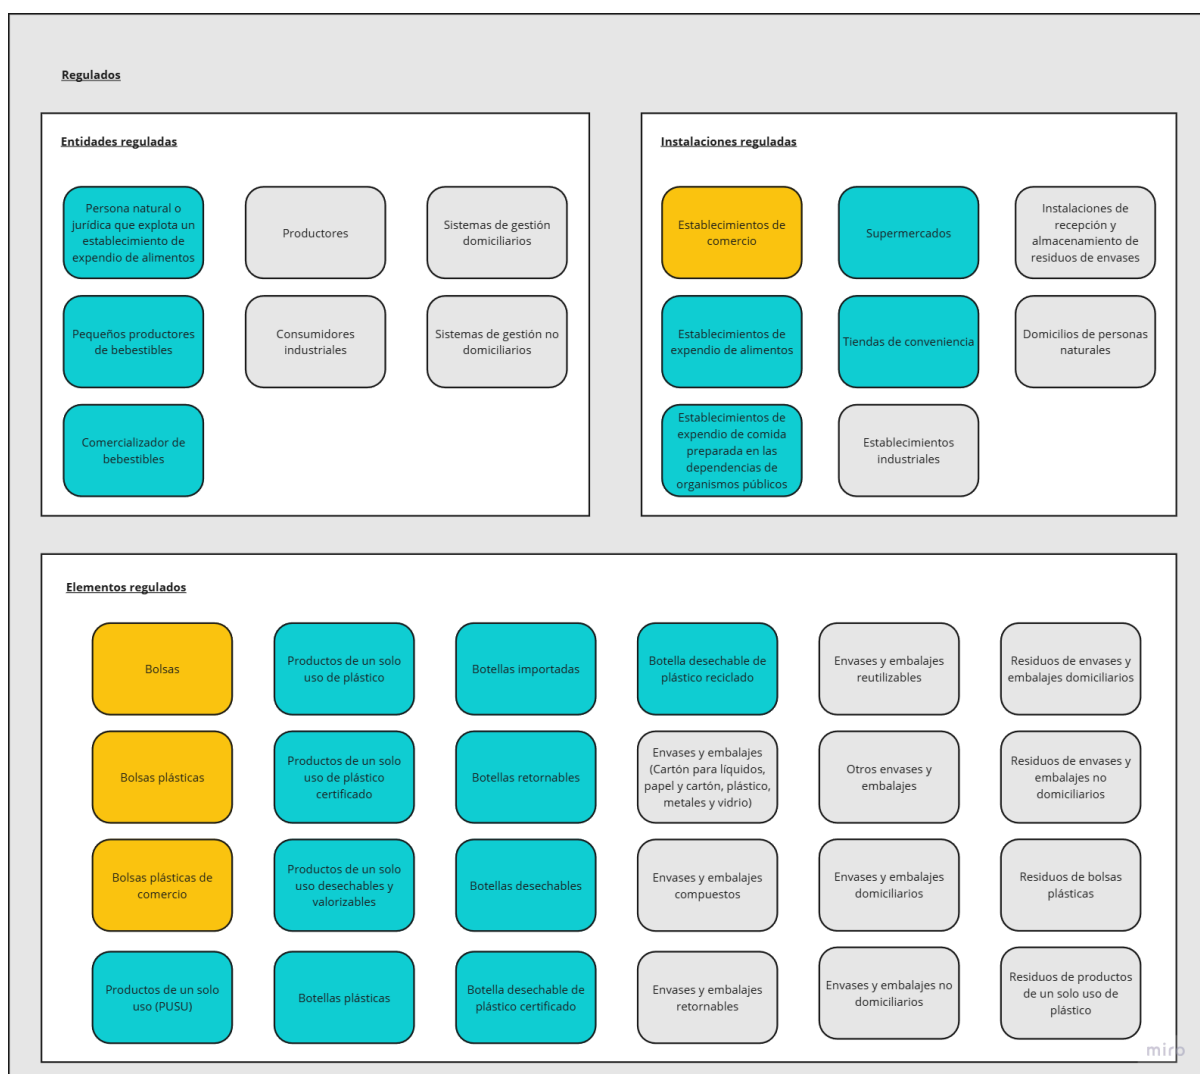 Regulados
Entidades reguladas
Persona natural o
jurídica que explota un
establecimiento de
expendio de alimentos
Productores
Sistemas de gestión
domiciliarios
Pequeños productores
de bebestibles
Consumidores
industriales
Sistemas de gestión no
domiciliarios
Comercializador de
bebestibles
Instalaciones reguladas
Establecimientos de
comercio
Supermercados
Instalaciones de
recepción y
almacenamiento de
residuos de envases
Establecimientos de
expendio de alimentos
Tiendas de conveniencia
Domicilios de personas
naturales
Establecimientos de
expendio de comida
preparada en las
dependencias de
organismos públicos
Establecimientos
industriales
Elementos regulados
Bolsas
Productos de un solo
uso de plástico
Botellas importadas
Botella desechable de
plástico reciclado
Envases y embalajes
reutilizables
Residuos de envases y
embalajes domiciliarios
Bolsas plásticas
Productos de un solo
uso de plástico
certificado
Botellas retornables
Envases y embalajes
(Cartón para líquidos,
papel y cartón, plástico,
metales y vidrio)
Otros envases y
embalajes
Residuos de envases y
embalajes no
domiciliarios
Bolsas plásticas de
comercio
Productos de un solo
uso desechables y
valorizables
Botellas desechables
Envases y embalajes
compuestos
Envases y embalajes
domiciliarios
Residuos de bolsas
plásticas
Productos de un solo
uso (PUSU)
Botellas plásticas
Botella desechable de
plástico certificado
Envases y embalajes
retornables
Envases y embalajes no
domiciliarios
Residuos de productos
de un solo uso de
plástico
miro